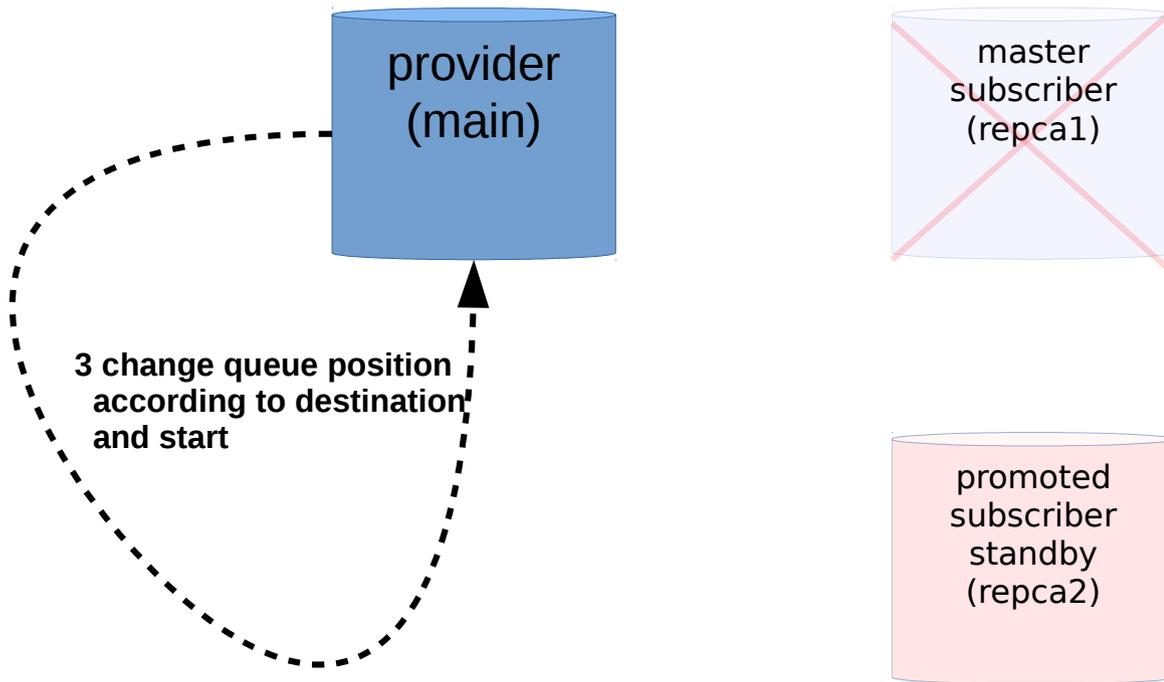 provider
(main)
master
subscriber
(repca1)
3 change queue position
according to destination
and start
promoted
subscriber
standby
(repca2)